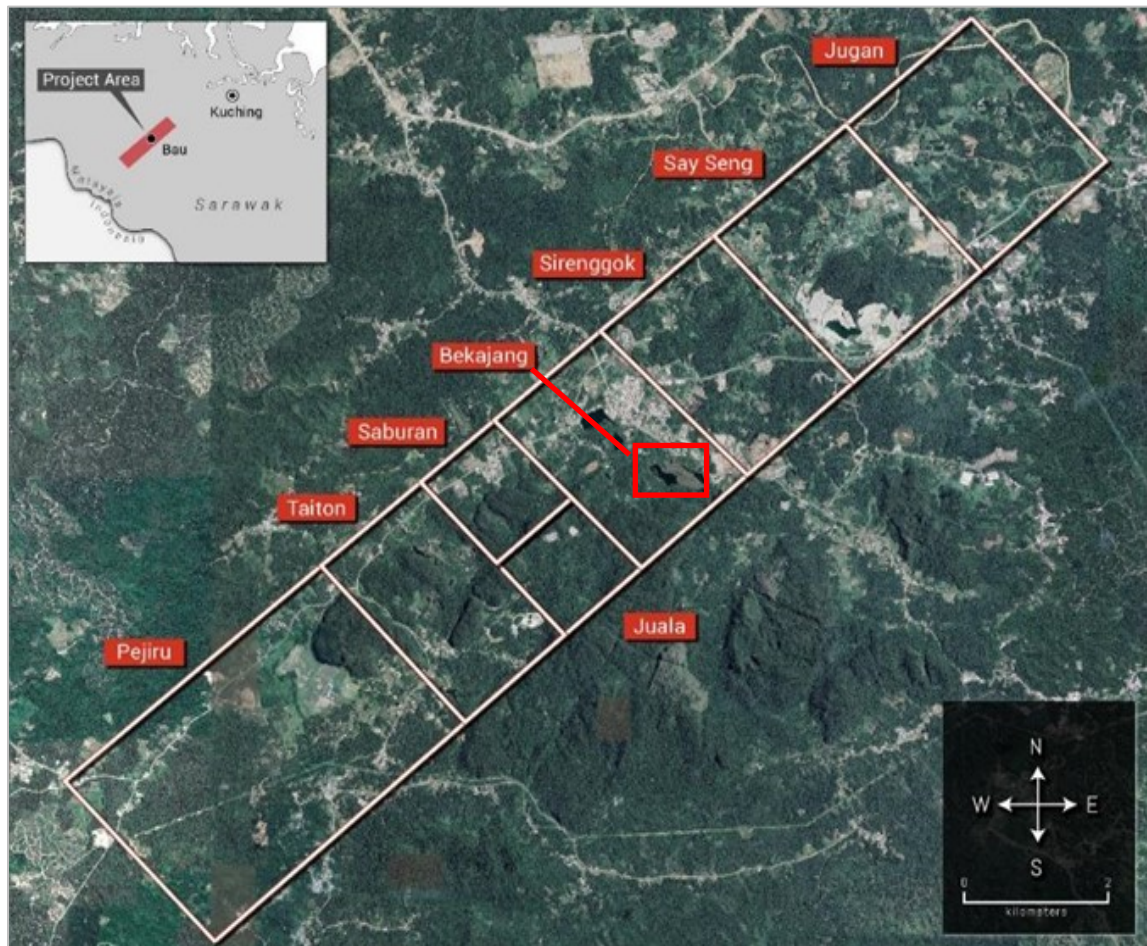 Project Area
Kuching
Bau
Malaysia
Indonesia
Sarawak
Jugan
Say Seng
Sirenggok
Bekajang
Saburan
Taiton
Pejiru
Juala
N
W E
S
0 2
kilometers